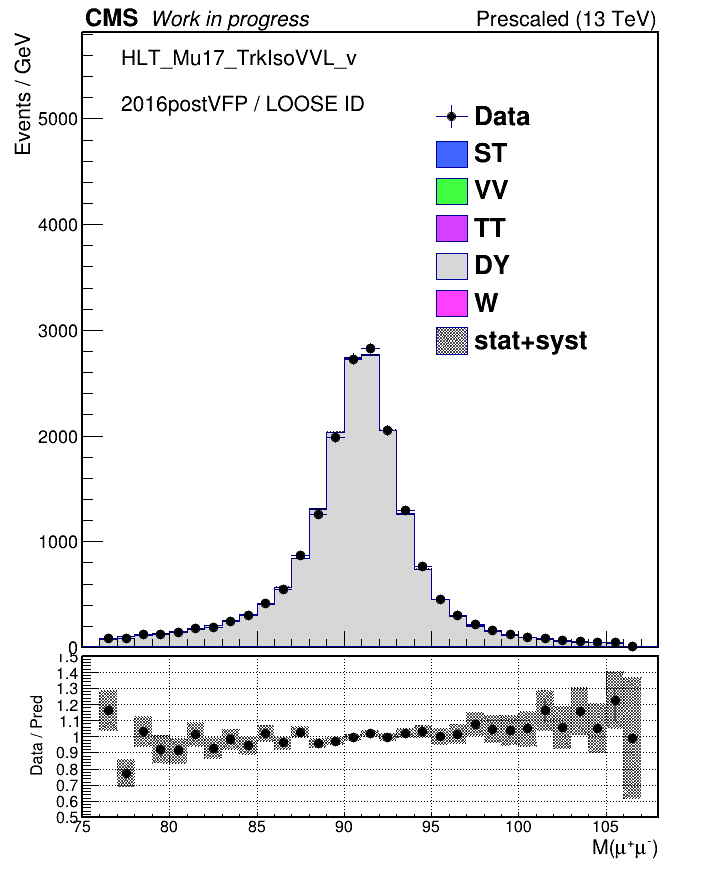 CMS Work in progress Prescaled (13 TeV)
HLT_Mu17_TrkIsoVVL_v
2016postVFP / LOOSE ID
Events / GeV
5000
4000
3000
2000
1000
0
Data
ST
VV
TT
DY
W
stat+syst
Data / Pred
1.5
1.4
1.3
1.2
1.1
1
0.9
0.8
0.7
0.6
0.5
75 80 85 90 95 100 105
M(μ⁺μ⁻)